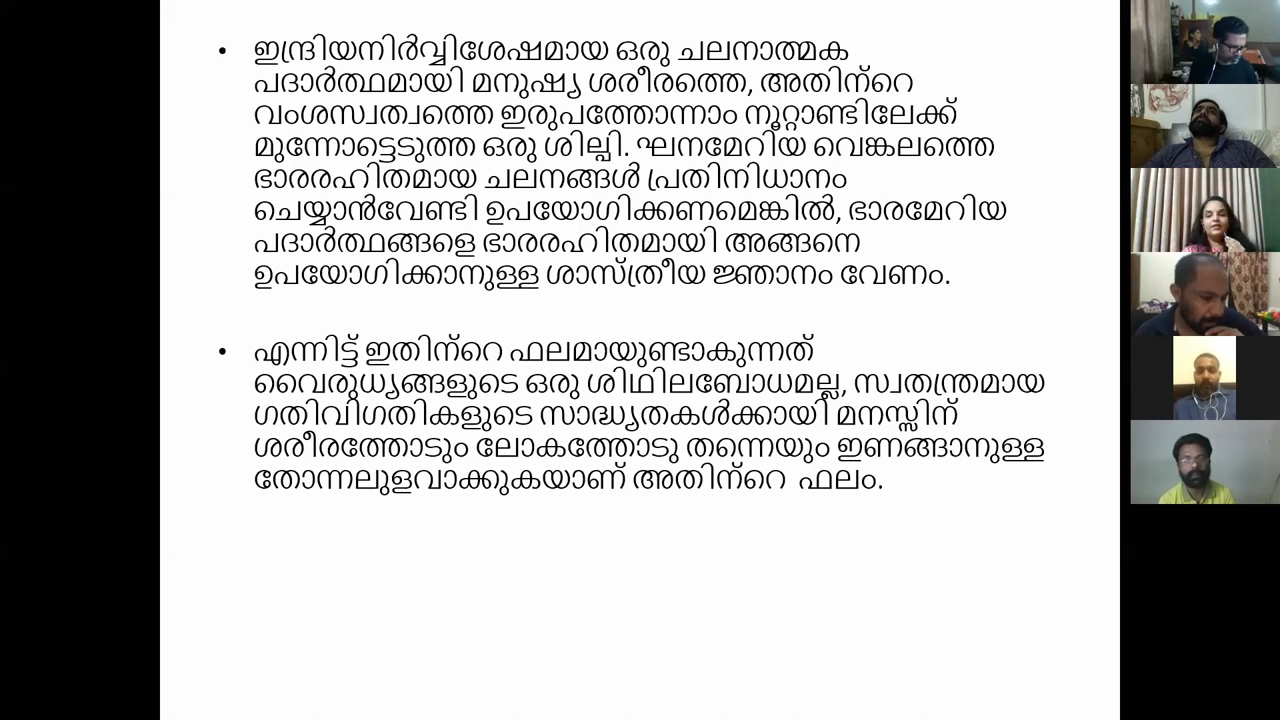 • ഇന്ദ്രിയനിർവ്വിശേഷമായ ഒരു ചലനാത്മക
പദാർത്ഥമായി മനുഷ്യ ശരീരത്തെ, അതിന്റെ
വംശസ്വത്വത്തെ ഇരുപത്തോന്നാം നൂറ്റാണ്ടിലേക്ക്
മുന്നോട്ടെടുത്ത ഒരു ശില്പി. ഘനമേറിയ വെങ്കലത്തെ
ഭാരരഹിതമായ ചലനങ്ങൾ പ്രതിനിധാനം
ചെയ്യാൻവേണ്ടി ഉപയോഗിക്കണമെങ്കിൽ, ഭാരമേറിയ
പദാർത്ഥങ്ങളെ ഭാരരഹിതമായി അങ്ങനെ
ഉപയോഗിക്കാനുള്ള ശാസ്ത്രീയ ജ്ഞാനം വേണം.
• എന്നിട്ട് ഇതിന്റെ ഫലമായുണ്ടാകുന്നത്
വൈരുധ്യങ്ങളുടെ ഒരു ശിഥിലബോധമല്ല, സ്വതന്ത്രമായ
ഗതിവിഗതികളുടെ സാദ്ധ്യതകൾക്കായി മനസ്സിന്
ശരീരത്തോടും ലോകത്തോടു തന്നെയും ഇണങ്ങാനുള്ള
തോന്നലുളവാക്കുകയാണ് അതിന്റെ ഫലം.